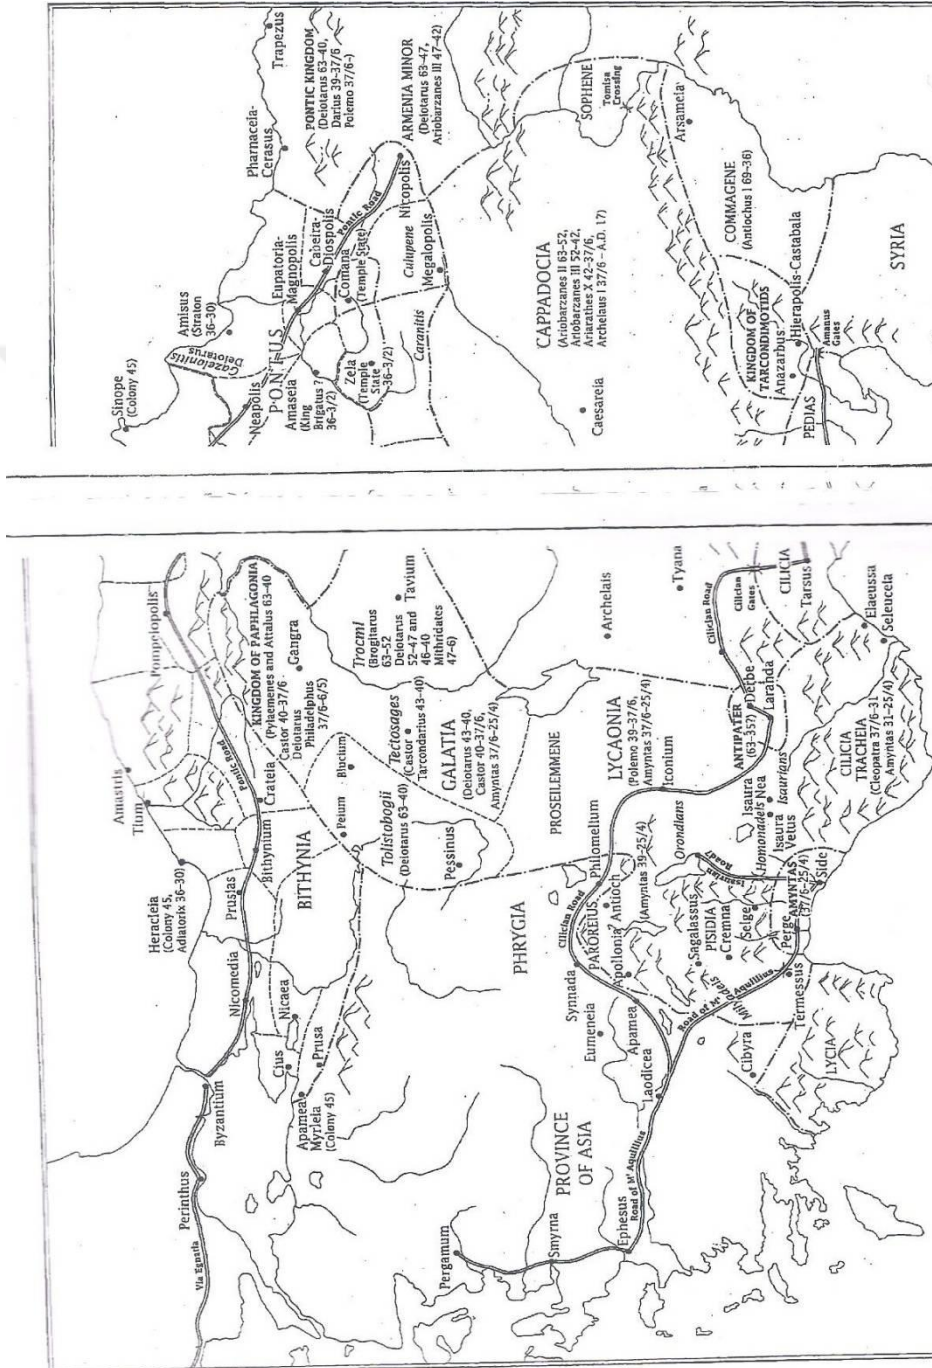 Via Egnatia
Perinthus
Byzantium
Nicomedia
Prusias
Bithynium
Crateia
Pontic Road
Pompeiopolis
Heracleia
(Colony 45,
Adiatorix 36-30)
Tium
Amastris
Cius
Nicaea
Prusa
Apamea
Myrleia
(Colony 45)
BITHYNIA
KINGDOM OF PAPHLAGONIA
(Pylaemenes and Attalus 63-40
Castor 40-37/6
Deiotarus
Philadelphus
37/6-6/5)
Gangra
Peium
Blucium
Tolistobogii
(Deiotarus 63-40)
Pessinus
Tectosages
(Castor
Tarcondarius 43-40)
Trocmi
(Brogitarus
63-52
Deiotarus
52-47 and
46-40
Mithridates
47-6)
Tavium
GALATIA
(Deiotarus 43-40,
Castor 40-37/6,
Amyntas 37/6-25/4)
PROSEILEMMENE
PHRYGIA
Pergamum
Smyrna
Ephesus
PROVINCE
OF ASIA
Road of Mʼ Aquillius
Laodicea
Eumeneia
Apamea
Synnada
Cilician Road
Philomelium
PAROREIUS
Apollonia
Antioch
(Amyntas 39-25/4)
LYCAONIA
(Polemo 39-37/6,
Amyntas 37/6-25/4)
Iconium
Archelais
Tyana
Orondians
Sagalassus
PISIDIA
Cremna
Selge
Road?
Homonadeis
Isaura
Nea
Isaura
Vetus
Isaurians
ANTIPATER
(63-35?)
Derbe
Laranda
Cilician Road
Cilician
Gates
CILICIA
Tarsus
Elaeussa
Seleuceia
CILICIA
TRACHEIA
(Cleopatra 37/6-31
Amyntas 31-25/4)
Road of Mʼ Aquillius
Cibyra
LYCIA
Termessus
Perge
AMYNTAS
(37/6-25/4)
Side
Sinope
(Colony 45)
Gazelonitis
Deiotarus
Amisus
(Straton
36-30)
Neapolis
PONTUS
Amaseia
(King
Brigatus ?
36-3/2)
Eupatoria-
Magnopolis
Cabeira-
Diospolis
Comana
(Temple State)
Zela
(Temple
State
-36-3/2)
Pontic Road
Pharnaceia-
Cerasus
Trapezus
PONTIC KINGDOM
(Deiotarus 63-40,
Darius 39-37/6
Polemo 37/6-)
ARMENIA MINOR
(Deiotarus 63-47,
Ariobarzanes III 47-42)
Nicopolis
Culupene
Megalopolis
Caranitis
CAPPADOCIA
(Ariobarzanes II 63-52,
Ariobarzanes III 52-42,
Ariarathes X 42-37/6,
Archelaus I 37/6 - A.D. 17)
Caesareia
SOPHENE
Tomisa
Crossing
Arsameia
COMMAGENE
(Antiochus I 69-36)
KINGDOM OF
TARCONDIMOTIDS
Anazarbus
Hierapolis-Castabala
Amanus
Gates
PEDIAS
SYRIA